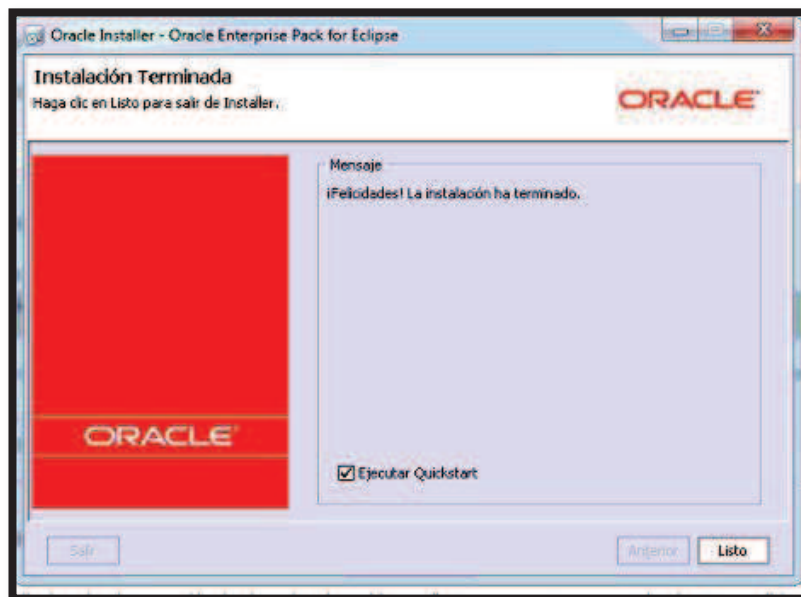 Oracle Installer - Oracle Enterprise Pack for Eclipse
Instalación Terminada
Haga clic en Listo para salir de Installer.
ORACLE
Mensaje
¡Felicidades! La instalación ha terminado.
ORACLE
Ejecutar Quickstart
Salir
Anterior
Listo